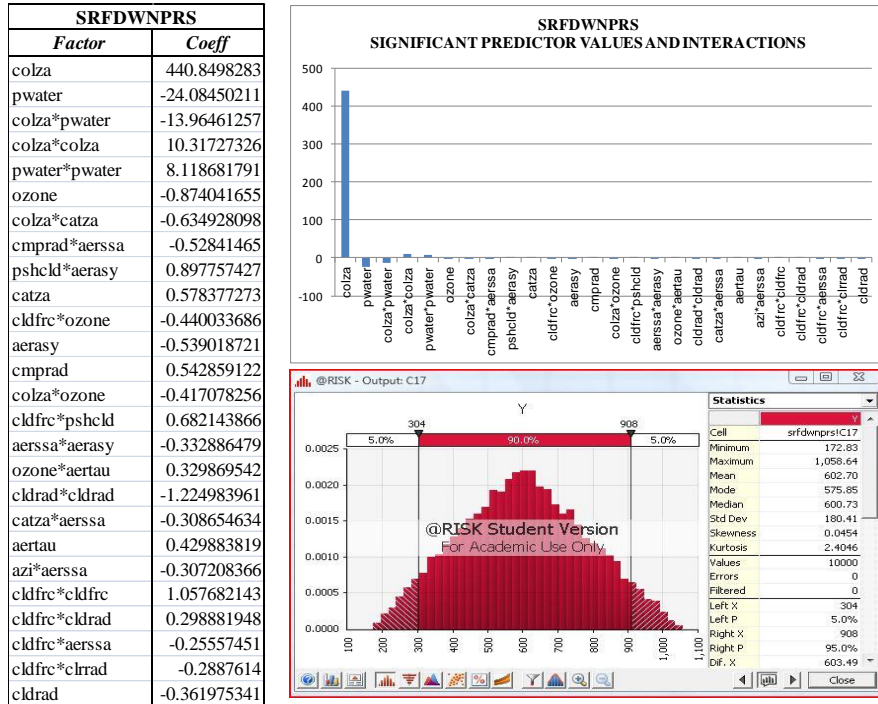 SRFDWNPRS
Factor Coeff
colza 440.8498283
pwater -24.08450211
colza*pwater -13.96461257
colza*colza 10.31727326
pwater*pwater 8.118681791
ozone -0.874041655
colza*catza -0.634928098
cmprad*aerssa -0.52841465
pshcld*aerasy 0.897757427
catza 0.578377273
cldfrc*ozone -0.440033686
aerasy -0.539018721
cmprad 0.542859122
colza*ozone -0.417078256
cldfrc*pshcld 0.682143866
aerssa*aerasy -0.332886479
ozone*aertau 0.329869542
cldrad*cldrad -1.224983961
catza*aerssa -0.308654634
aertau 0.429883819
azi*aerssa -0.307208366
cldfrc*cldfrc 1.057682143
cldfrc*cldrad 0.298881948
cldfrc*aerssa -0.25557451
cldfrc*clrrad -0.2887614
cldrad -0.361975341
SRFDWNPRS
SIGNIFICANT PREDICTOR VALUES AND INTERACTIONS
500
400
300
200
100
0
-100
colza
pwater
colza*pwater
colza*colza
pwater*pwater
ozone
colza*catza
cmprad*aerssa
pshcld*aerasy
catza
cldfrc*ozone
aerasy
cmprad
colza*ozone
cldfrc*pshcld
aerssa*aerasy
ozone*aertau
cldrad*cldrad
catza*aerssa
aertau
azi*aerssa
cldfrc*cldfrc
cldfrc*cldrad
cldfrc*aerssa
cldfrc*clrrad
cldrad
@RISK - Output: C17
Y
304 908
5.0% 90.0% 5.0%
0.0025
0.0020
0.0015
0.0010
0.0005
0.0000
@RISK Student Version
For Academic Use Only
100 200 300 400 500 600 700 800 900 1,000 1,100
Statistics
Y
Cell srfdwnprs!C17
Minimum 172.83
Maximum 1,058.64
Mean 602.70
Mode 575.85
Median 600.73
Std Dev 180.41
Skewness 0.0454
Kurtosis 2.4046
Values 10000
Errors 0
Filtered 0
Left X 304
Left P 5.0%
Right X 908
Right P 95.0%
Dif. X 603.49
Close